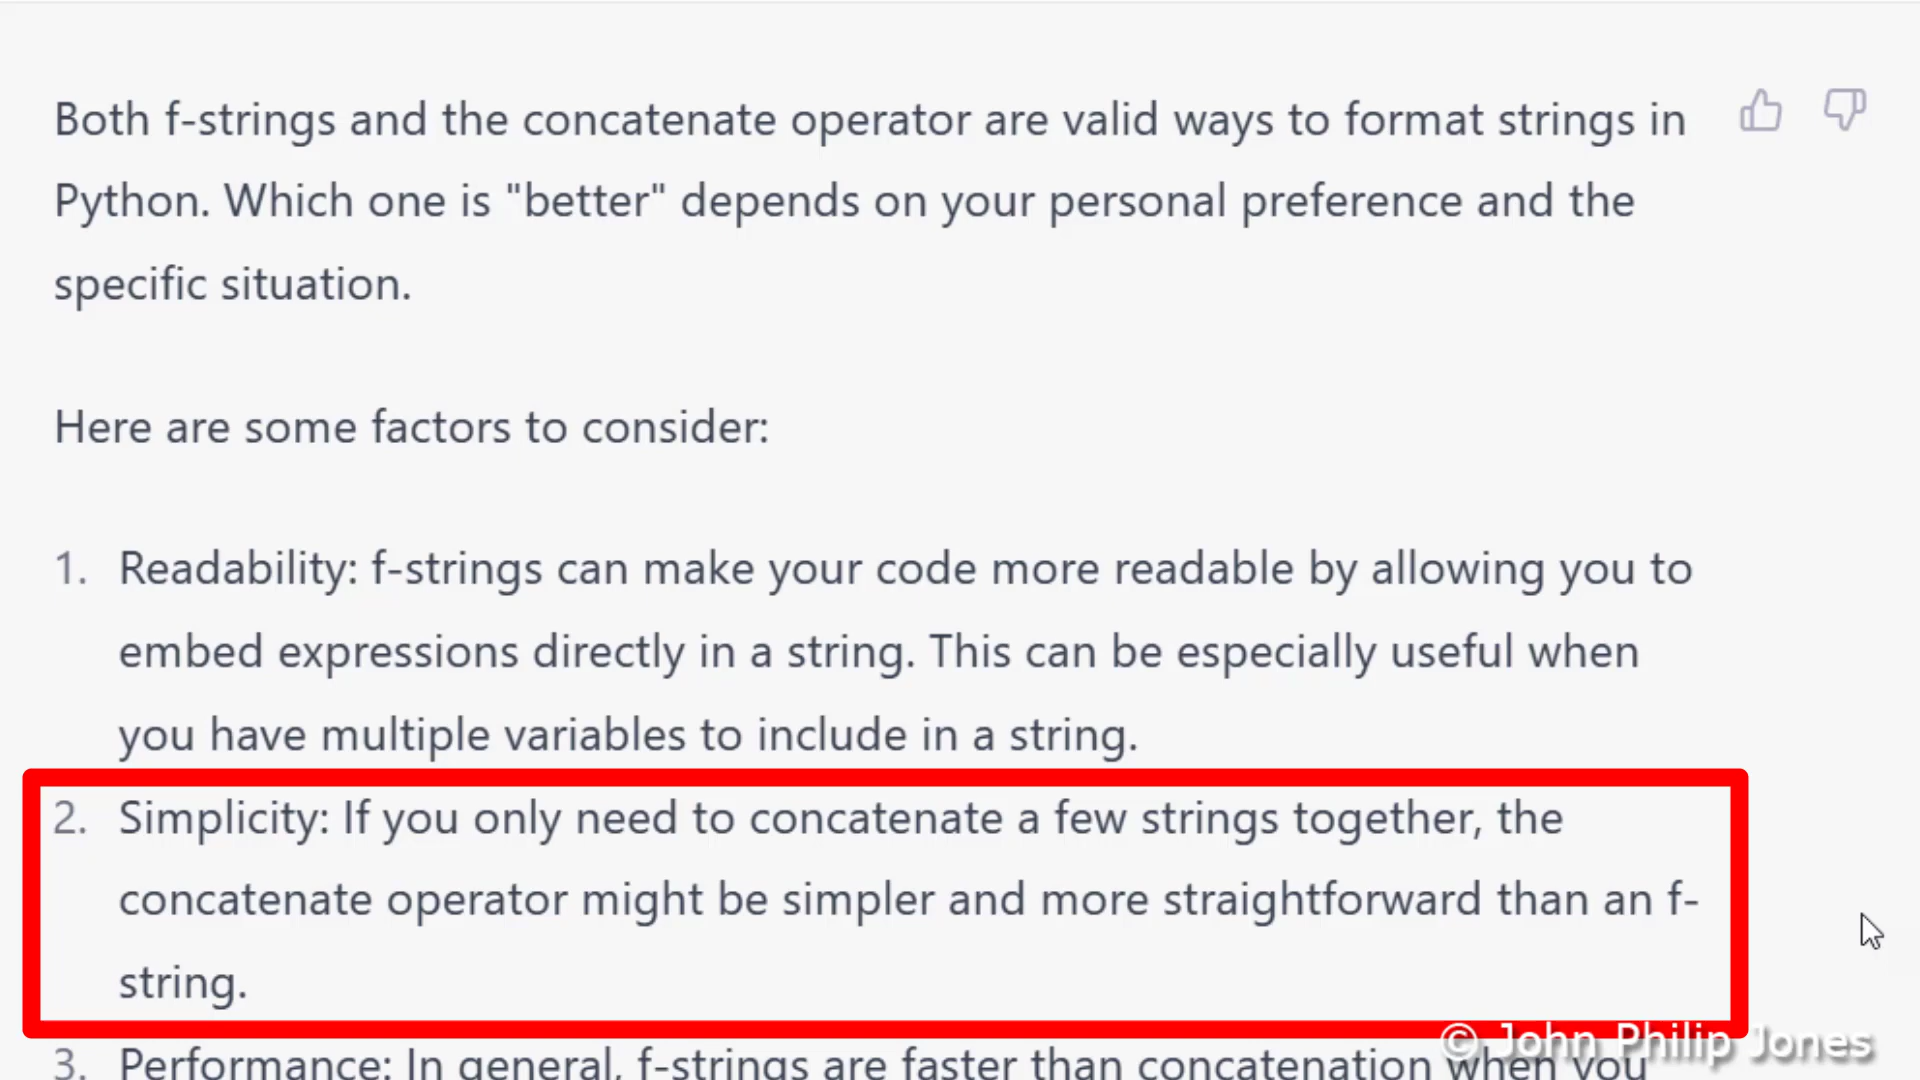 Both f-strings and the concatenate operator are valid ways to format strings in
Python. Which one is "better" depends on your personal preference and the
specific situation.
Here are some factors to consider:
1. Readability: f-strings can make your code more readable by allowing you to
embed expressions directly in a string. This can be especially useful when
you have multiple variables to include in a string.
2. Simplicity: If you only need to concatenate a few strings together, the
concatenate operator might be simpler and more straightforward than an f-
string.
3. Performance: In general, f-strings are faster than concatenation when you
© John Philip Jones